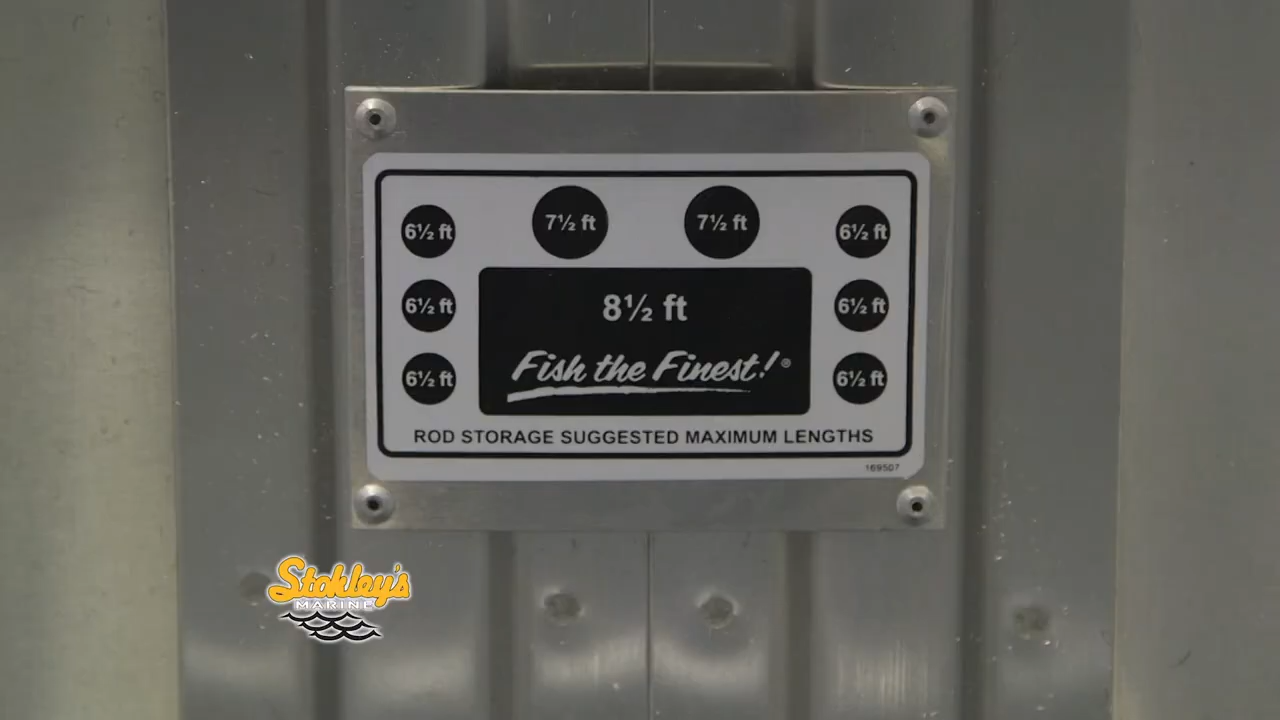 6½ ft 7½ ft 7½ ft 6½ ft
6½ ft 8½ ft 6½ ft
6½ ft Fish the Finest!® 6½ ft
ROD STORAGE SUGGESTED MAXIMUM LENGTHS
169507
Stokley's
MARINE